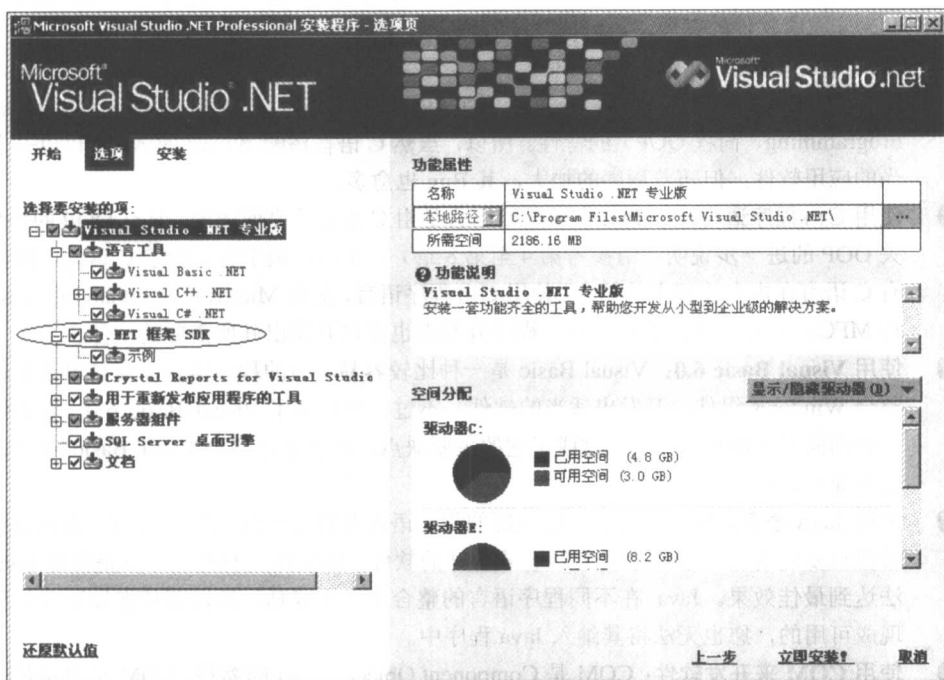 Microsoft Visual Studio .NET Professional 安装程序 - 选项页
Microsoft®
Visual Studio® .NET
Microsoft®
Visual Studio.net
开始 选项 安装
选择要安装的项:
Visual Studio .NET 专业版
语言工具
Visual Basic .NET
Visual C++ .NET
Visual C# .NET
.NET 框架 SDK
示例
Crystal Reports for Visual Studio
用于重新发布应用程序的工具
服务器组件
SQL Server 桌面引擎
文档
还原默认值
功能属性
名称 Visual Studio .NET 专业版
本地路径 C:\Program Files\Microsoft Visual Studio .NET\ ...
所需空间 2186.16 MB
功能说明
Visual Studio .NET 专业版
安装一套功能齐全的工具,帮助您开发从小型到企业级的解决方案。
空间分配
显示/隐藏驱动器(D)
驱动器C:
已用空间 (4.8 GB)
可用空间 (3.0 GB)
驱动器E:
已用空间 (8.2 GB)
上一步 立即安装! 取消